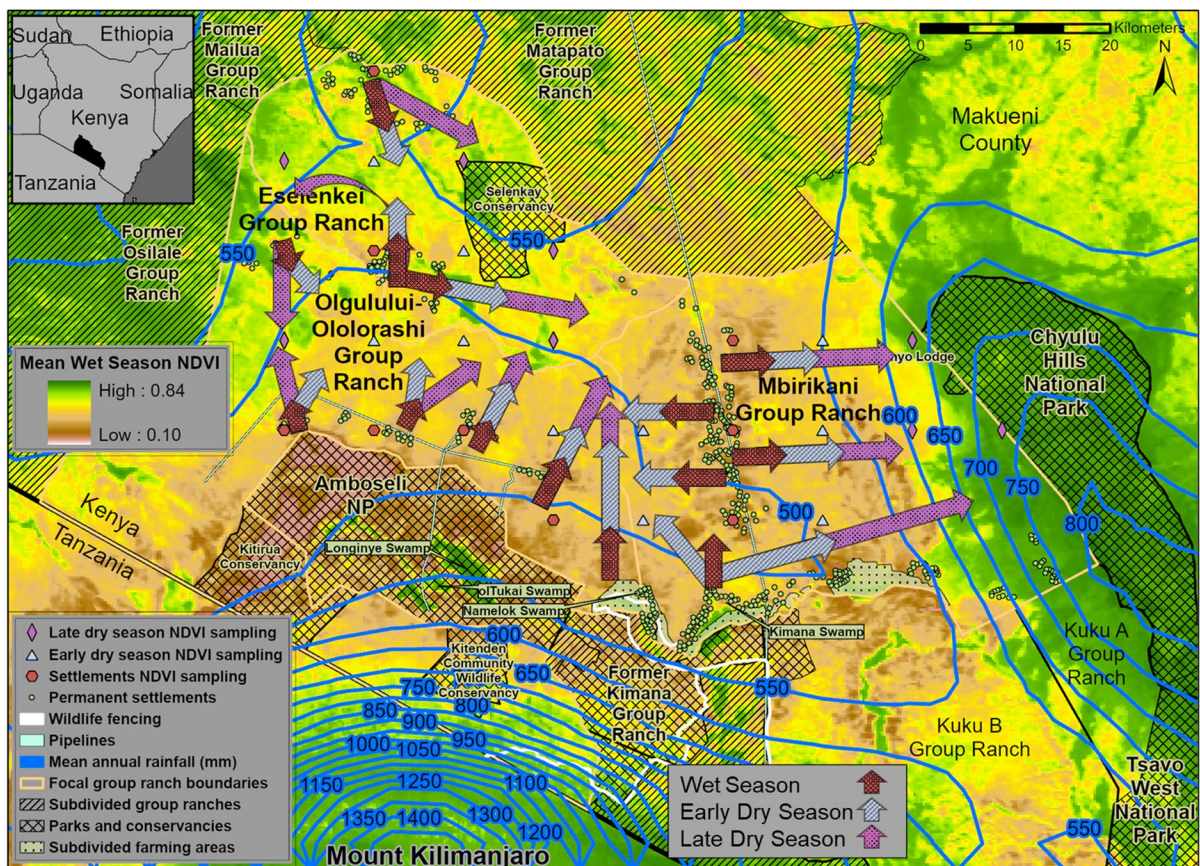 Sudan
Ethiopia
Uganda
Somalia
Kenya
Tanzania
Former
Mailua
Group
Ranch
Former
Matapato
Group
Ranch
Kilometers
0 5 10 15 20
N
Makueni
County
Eselenkei
Group Ranch
Selenkay
Conservancy
550
Former
Osilale
Group
Ranch
550
Olgululului-
Ololorashi
Group
Ranch
Mean Wet Season NDVI
High : 0.84
Low : 0.10
nyo Lodge
Chyulu
Hills
National
Park
Mbirikani
Group Ranch
600
650
700
750
800
500
Amboseli
NP
Kenya
Tanzania
Kitirua
Conservancy
Longinye Swamp
olTukai Swamp
Namelok Swamp
Kimana Swamp
Kitenden
Community
Wildlife
Conservancy
Former
Kimana
Group
Ranch
Kuku A
Group
Ranch
Kuku B
Group Ranch
Tsavo
West
National
Park
550
550
600
650
750
800
850
900
950
1000
1050
1100
1150
1250
1300
1350
1400
1200
Mount Kilimanjaro
Late dry season NDVI sampling
Early dry season NDVI sampling
Settlements NDVI sampling
Permanent settlements
Wildlife fencing
Pipelines
Mean annual rainfall (mm)
Focal group ranch boundaries
Subdivided group ranches
Parks and conservancies
Subdivided farming areas
Wet Season
Early Dry Season
Late Dry Season